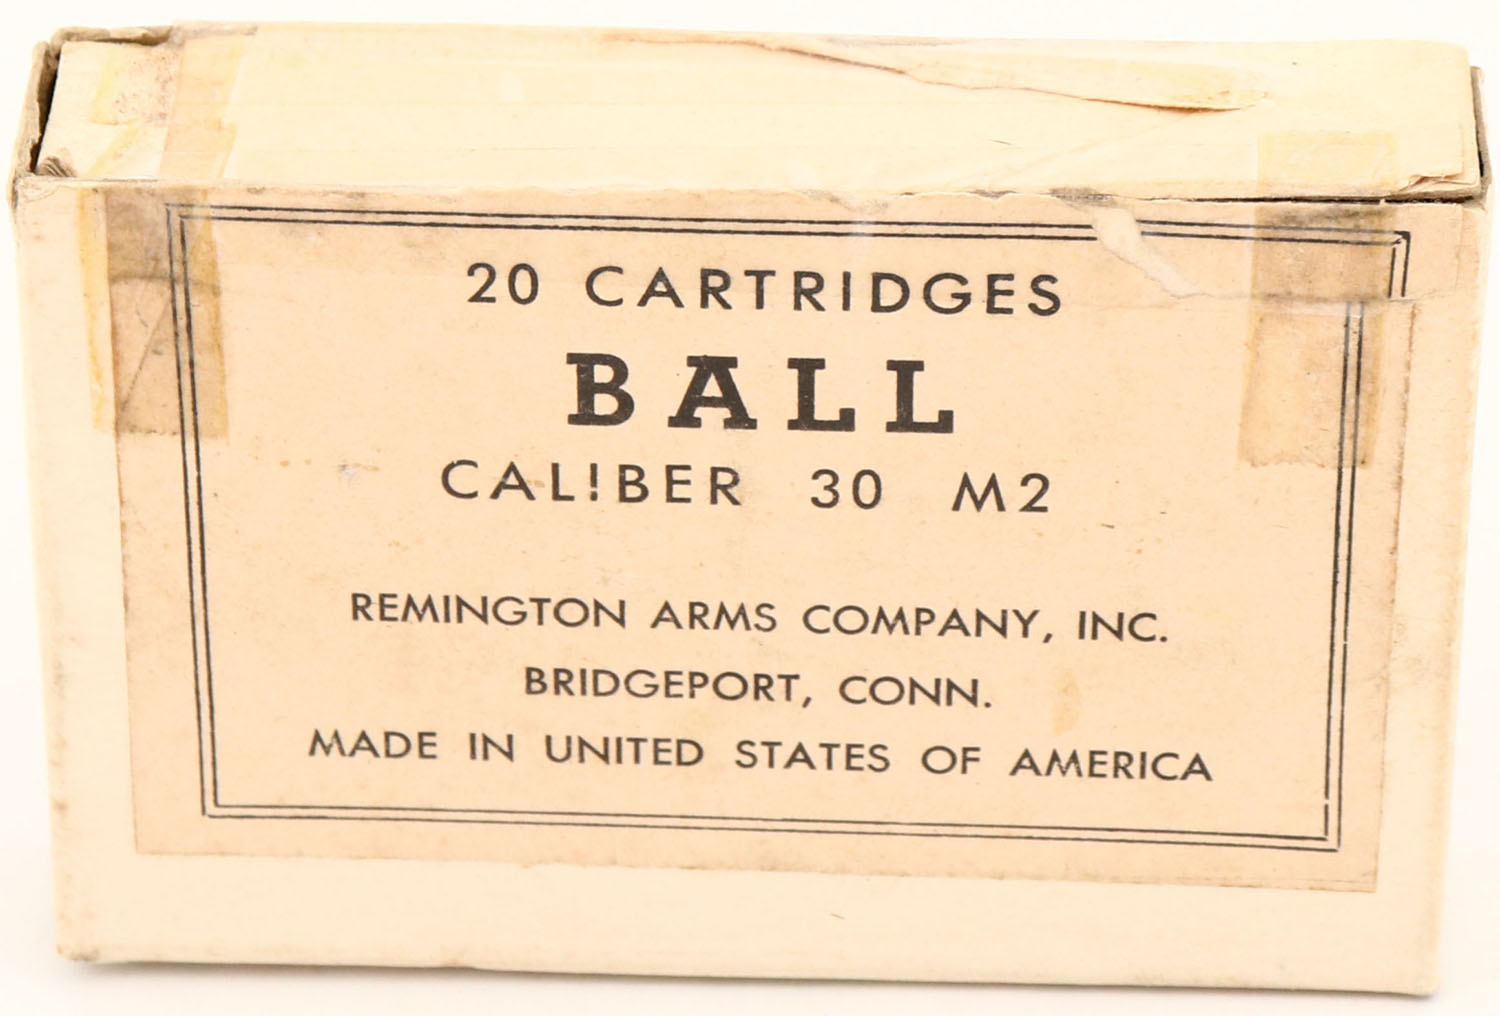 20 CARTRIDGES
BALL
CAL!BER 30 M2
REMINGTON ARMS COMPANY, INC.
BRIDGEPORT, CONN.
MADE IN UNITED STATES OF AMERICA